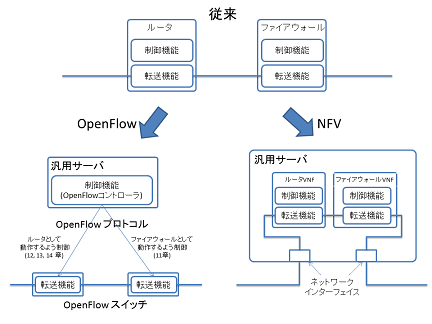 従来
ルータ
ファイアウォール
制御機能
制御機能
転送機能
転送機能
OpenFlow
NFV
汎用サーバ
制御機能
(OpenFlowコントローラ)
OpenFlow プロトコル
ルータとして
動作するよう制御
(12, 13, 14 章)
ファイアウォールとして
動作するよう制御
(11章)
転送機能
転送機能
OpenFlow スイッチ
汎用サーバ
ルータVNF
ファイアウォールVNF
制御機能
制御機能
転送機能
転送機能
ネットワーク
インターフェイス